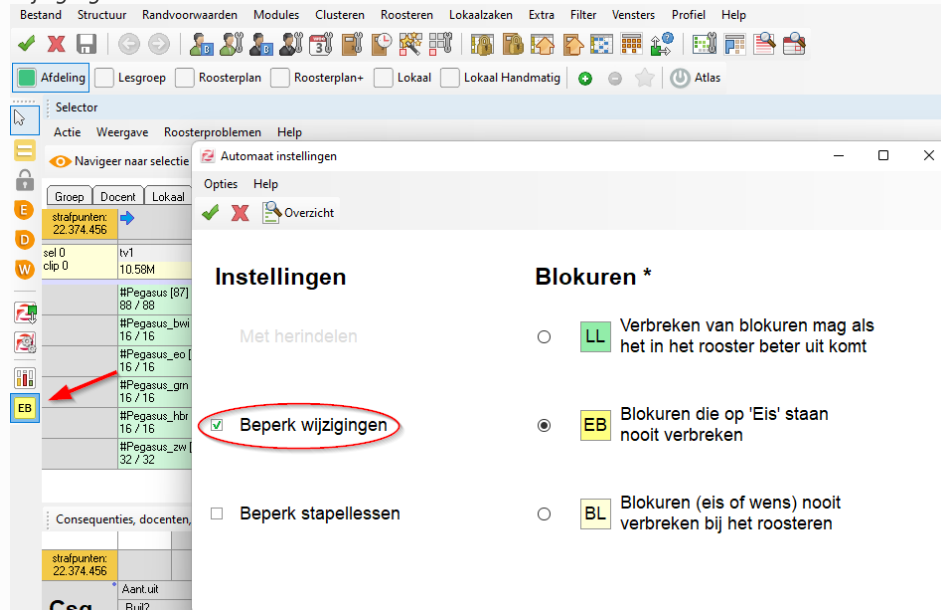 Bestand Structuur Randvoorwaarden Modules Clusteren Roosteren Lokaalzaken Extra Filter Vensters Profiel Help
Afdeling Lesgroep Roosterplan Roosterplan+ Lokaal Lokaal Handmatig Atlas
Selector
Actie Weergave Roosterproblemen Help
Navigeer naar selectie
Groep Docent Lokaal
strafpunten:
22.374.456
sel 0 tv1
clip 0 10.58M
#Pegasus [87]
88 / 88
#Pegasus_bwi
16 / 16
#Pegasus_eo [
16 / 16
#Pegasus_grn
16 / 16
#Pegasus_hbr
16 / 16
#Pegasus_zw [
32 / 32
E
D
W
EB
Consequenties, docenten,
strafpunten:
22.374.456
Aant.uit
Automaat instellingen
Opties Help
Overzicht
Instellingen
Met herindelen
Beperk wijzigingen
Beperk stapellessen
Blokuren *
LL Verbreken van blokuren mag als
het in het rooster beter uit komt
EB Blokuren die op 'Eis' staan
nooit verbreken
BL Blokuren (eis of wens) nooit
verbreken bij het roosteren